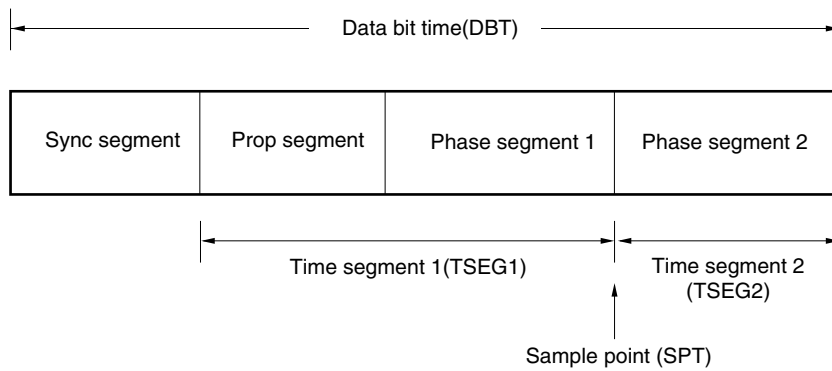 Data bit time(DBT)
Sync segment
Prop segment
Phase segment 1
Phase segment 2
Time segment 1(TSEG1)
Time segment 2
(TSEG2)
Sample point (SPT)